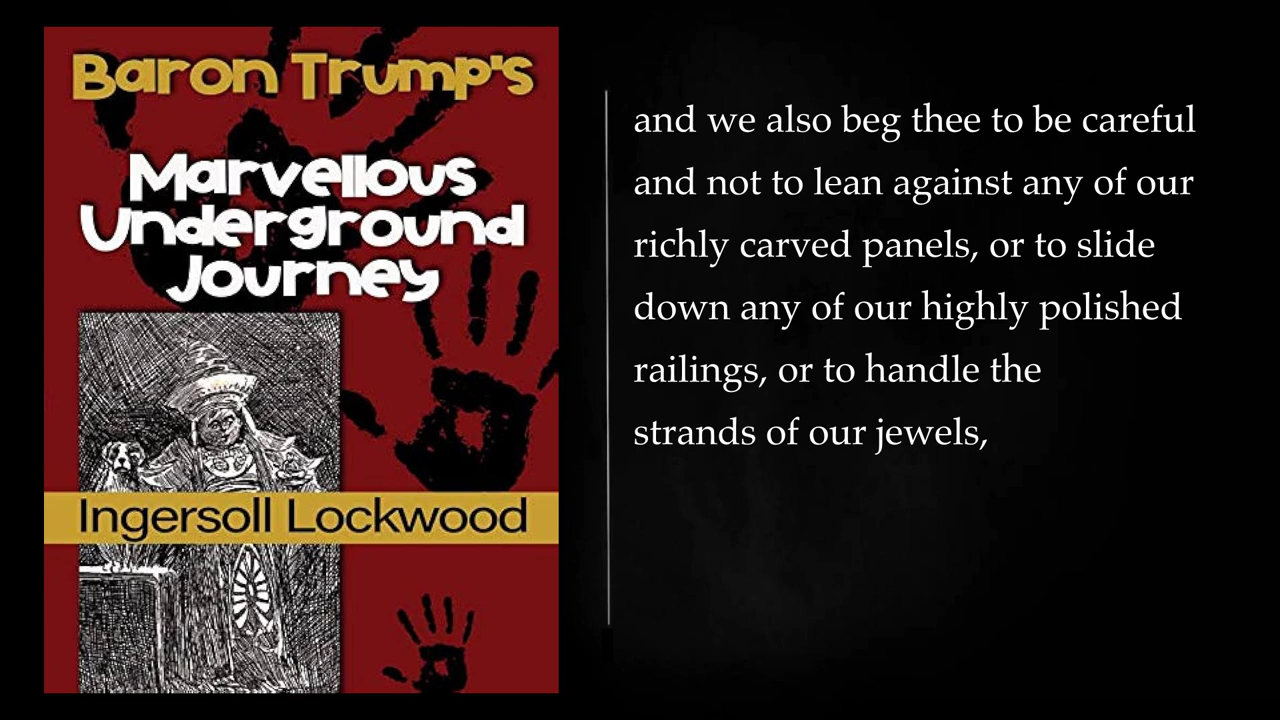 Baron Trump's
Marvellous
Underground
Journey
Ingersoll Lockwood
and we also beg thee to be careful
and not to lean against any of our
richly carved panels, or to slide
down any of our highly polished
railings, or to handle the
strands of our jewels,